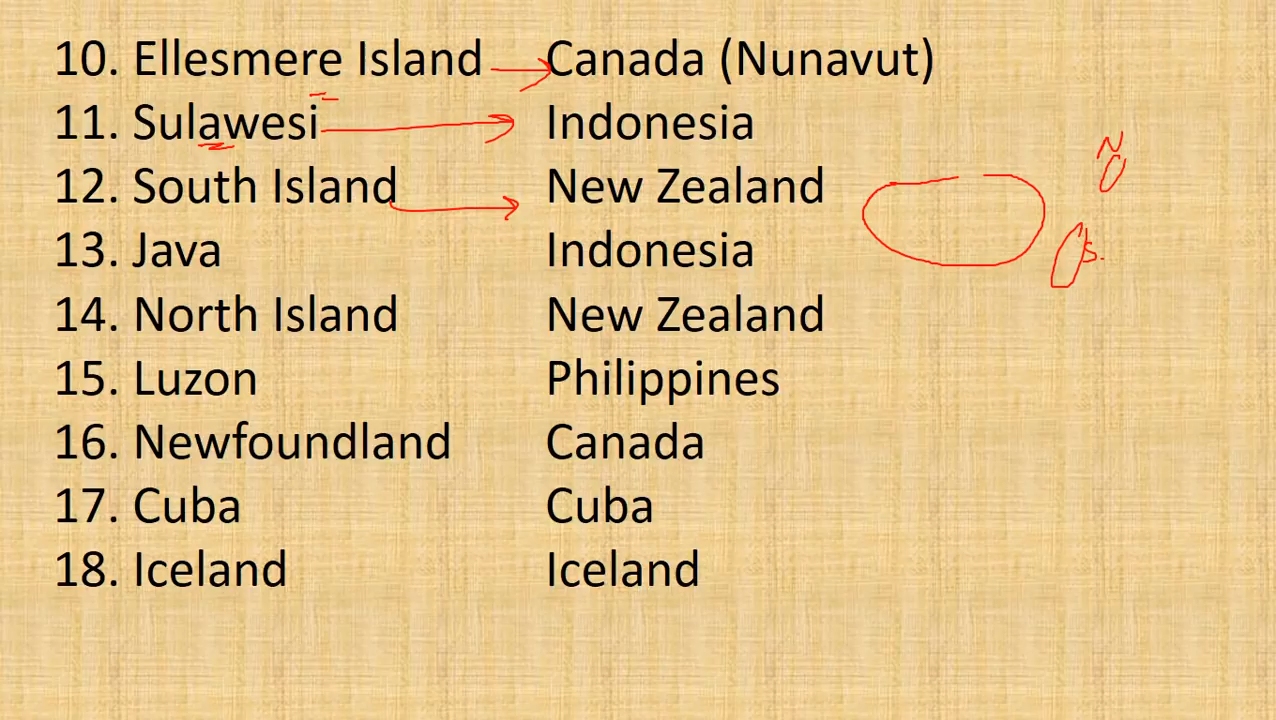 10. Ellesmere Island Canada (Nunavut)
11. Sulawesi Indonesia
N
12. South Island New Zealand
S.
13. Java Indonesia
14. North Island New Zealand
15. Luzon Philippines
16. Newfoundland Canada
17. Cuba Cuba
18. Iceland Iceland